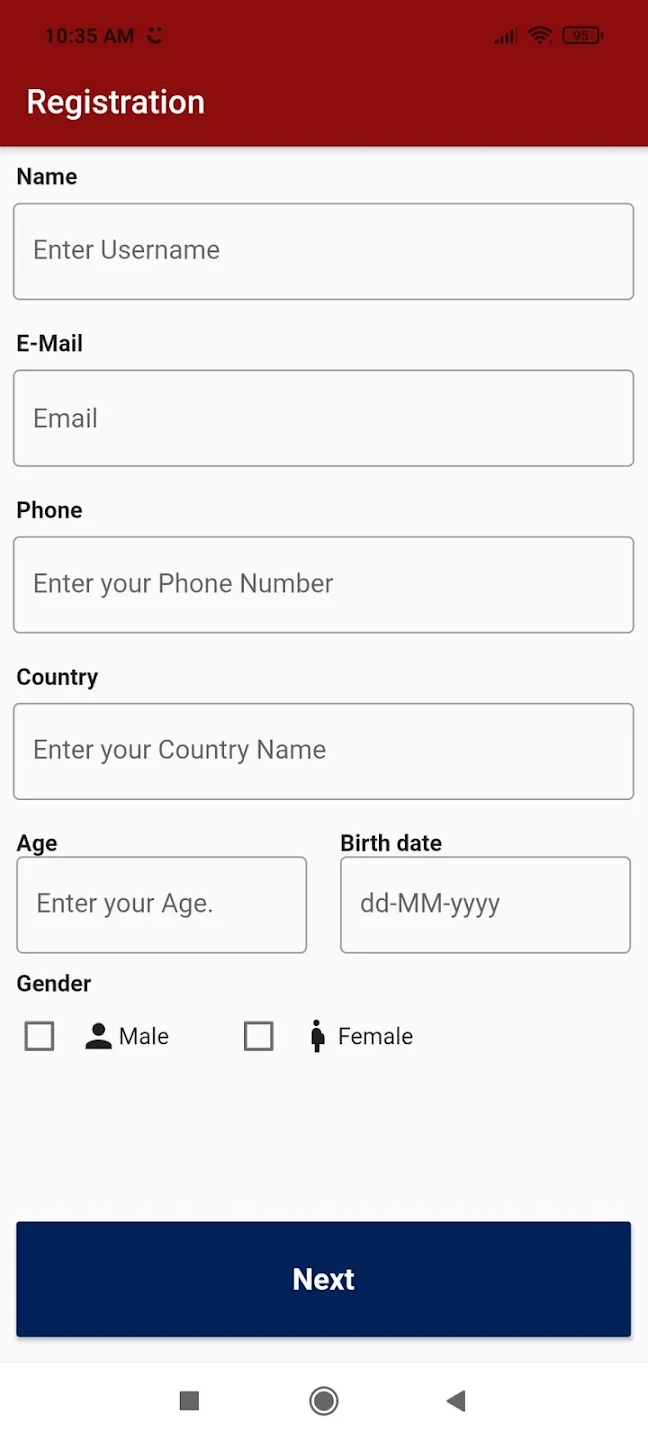 10:35 AM
95
Registration
Name
Enter Username
E-Mail
Email
Phone
Enter your Phone Number
Country
Enter your Country Name
Age Birth date
Enter your Age. dd-MM-yyyy
Gender
Male Female
Next